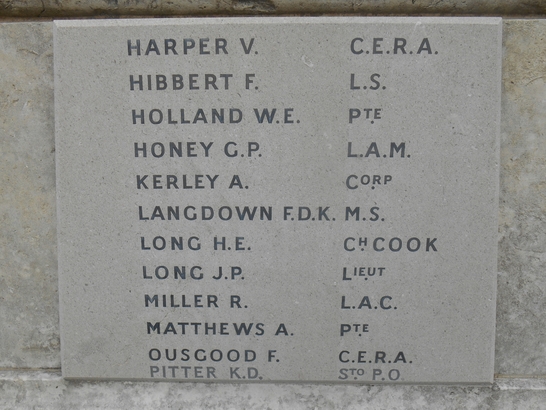 HARPER V. C.E.R.A.
HIBBERT F. L.S.
HOLLAND W.E. PTE
HONEY G.P. L.A.M.
KERLEY A. CORP
LANGDOWN F.D.K. M.S.
LONG H.E. CH COOK
LONG J.P. LIEUT
MILLER R. L.A.C.
MATTHEWS A. PTE
OUSGOOD F. C.E.R.A.
PITTER K.D. STO P.O.